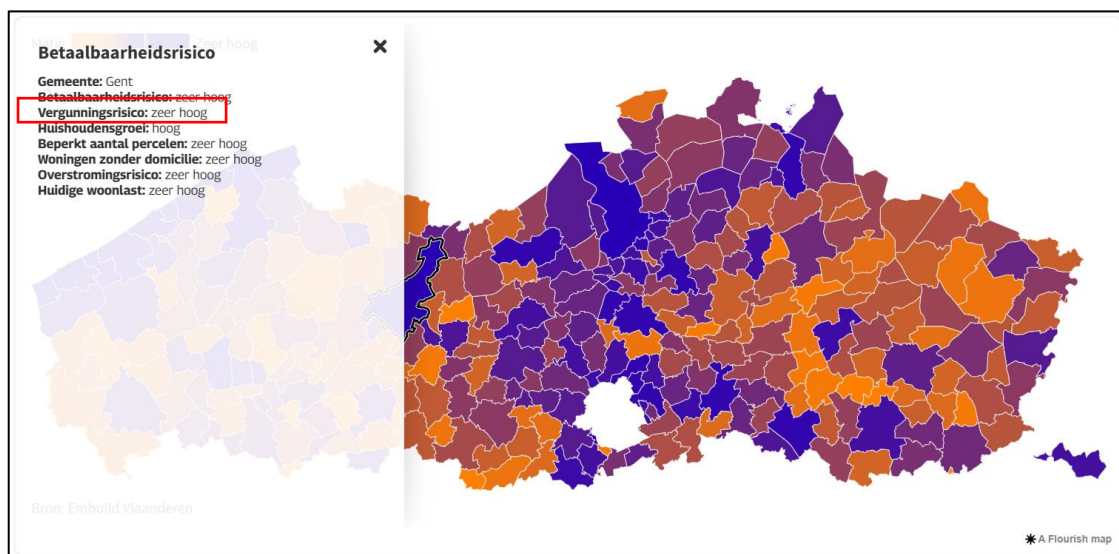 Matig
Zeer hoog
Betaalbaarheidsrisico
Gemeente: Gent
Betaalbaarheidsrisico: zeer hoog
Vergunningsrisico: zeer hoog
Huishoudensgroei: hoog
Beperkt aantal percelen: zeer hoog
Woningen zonder domicilie: zeer hoog
Overstromingsrisico: zeer hoog
Huidige woonlast: zeer hoog
Bron: Embuild Vlaanderen
A Flourish map